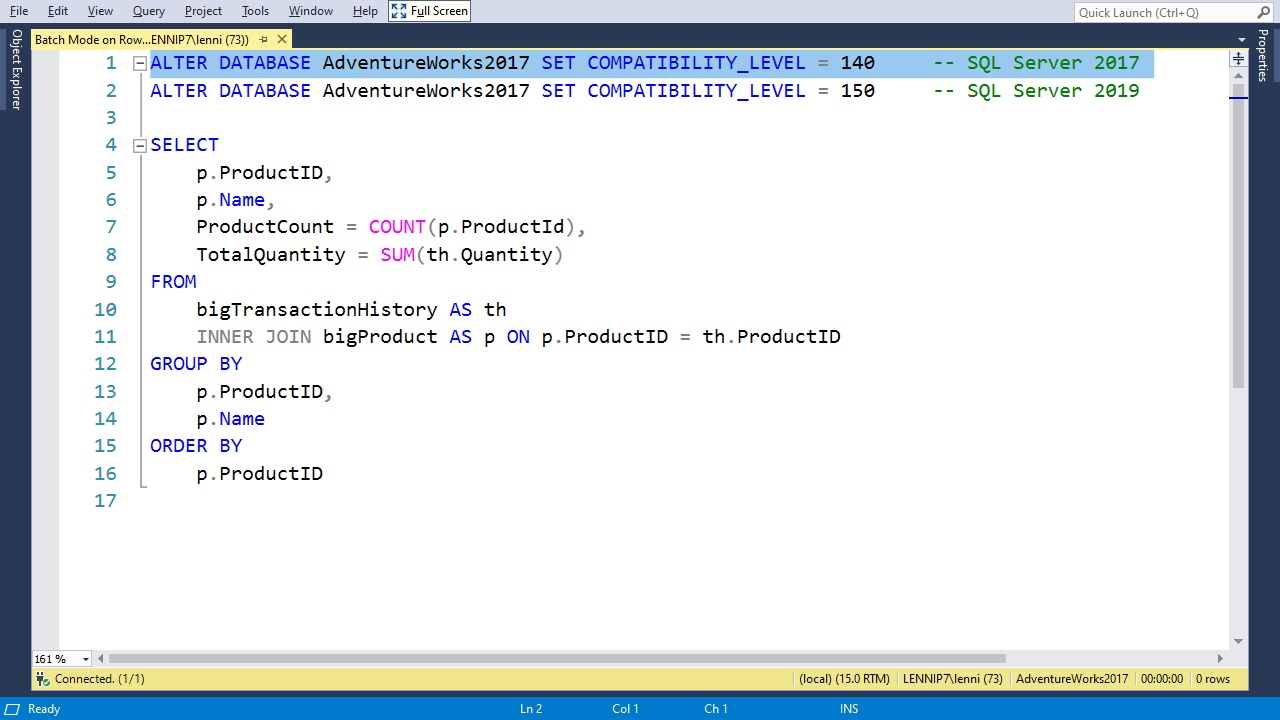 File Edit View Query Project Tools Window Help Full Screen
Quick Launch (Ctrl+Q)
Object Explorer
Batch Mode on Row...ENNIP7\lenni (73))
Properties
1 ALTER DATABASE AdventureWorks2017 SET COMPATIBILITY_LEVEL = 140 -- SQL Server 2017
2 ALTER DATABASE AdventureWorks2017 SET COMPATIBILITY_LEVEL = 150 -- SQL Server 2019
3
4 SELECT
5 p.ProductID,
6 p.Name,
7 ProductCount = COUNT(p.ProductId),
8 TotalQuantity = SUM(th.Quantity)
9 FROM
10 bigTransactionHistory AS th
11 INNER JOIN bigProduct AS p ON p.ProductID = th.ProductID
12 GROUP BY
13 p.ProductID,
14 p.Name
15 ORDER BY
16 p.ProductID
17
161 %
Connected. (1/1) (local) (15.0 RTM) LENNIP7\lenni (73) AdventureWorks2017 00:00:00 0 rows
Ready Ln 2 Col 1 Ch 1 INS